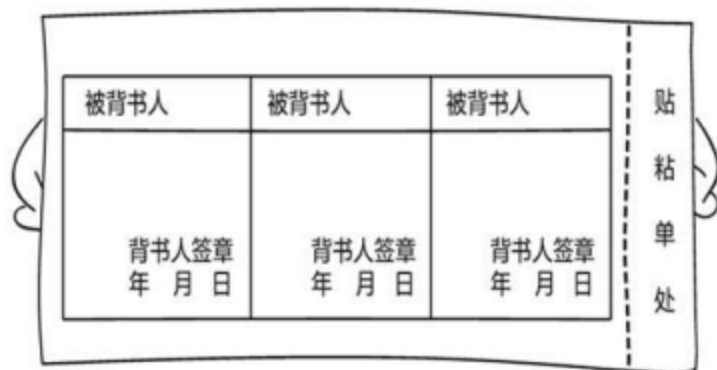 被背书人 被背书人 被背书人
背书人签章 背书人签章 背书人签章
年 月 日 年 月 日 年 月 日
贴粘单处